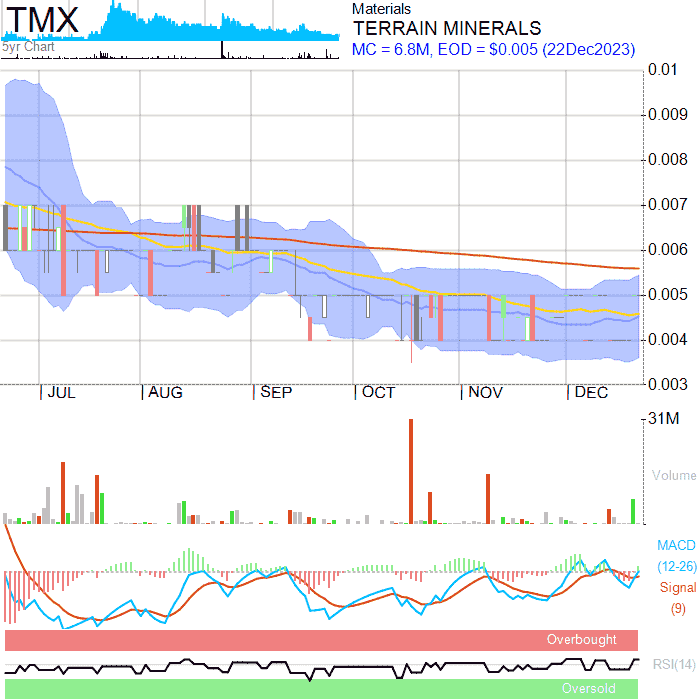 TMX
5yr Chart
Materials
TERRAIN MINERALS
MC = 6.8M, EOD = $0.005 (22Dec2023)
0.01
0.009
0.008
0.007
0.006
0.005
0.004
0.003
JUL AUG SEP OCT NOV DEC
31M
Volume
MACD
(12-26)
Signal
(9)
Overbought
RSI(14)
Oversold